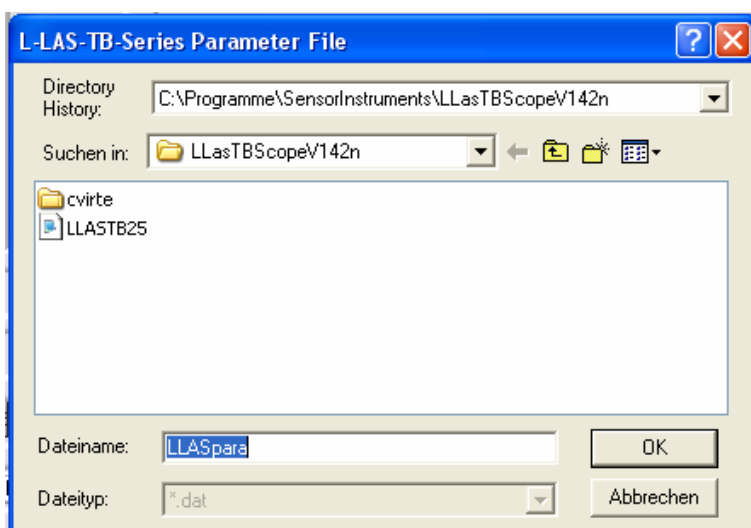 L-LAS-TB-Series Parameter File
Directory
History:
C:\Programme\SensorInstruments\LLasTBScopeV142n
Suchen in:
LLasTBScopeV142n
cvirte
LLASTB25
Dateiname:
LLASpara
OK
Dateityp:
*.dat
Abbrechen